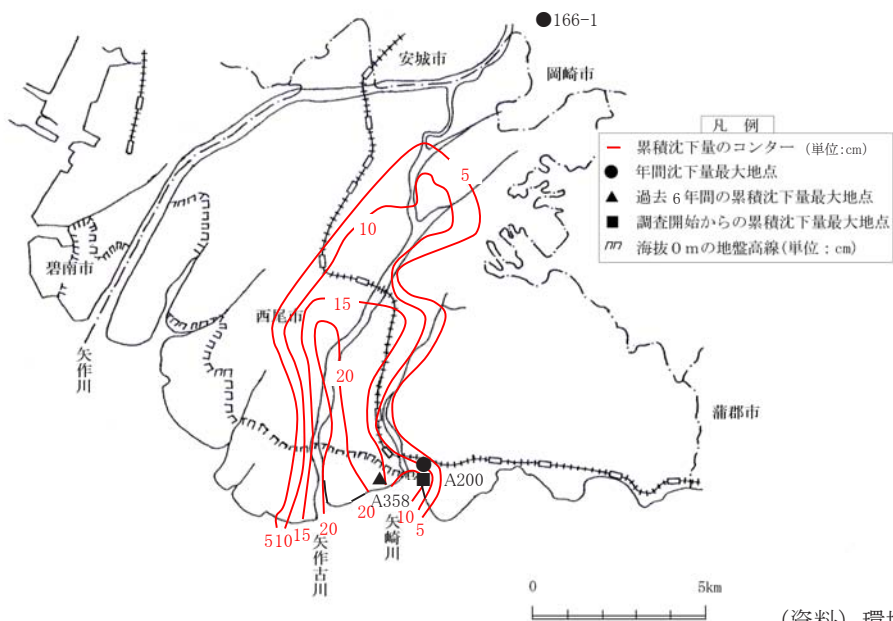 166-1
安城市
岡崎市
凡 例
累積沈下量のコンター (単位:cm)
年間沈下量最大地点
過去6年間の累積沈下量最大地点
調査開始からの累積沈下量最大地点
海抜0mの地盤高線(単位:cm)
5
10
碧南市
15
西尾市
矢作川
20
蒲郡市
A200
A358
20
10
5
5
10
15
20
矢作古川
矢崎川
0
5km
(資料)環境